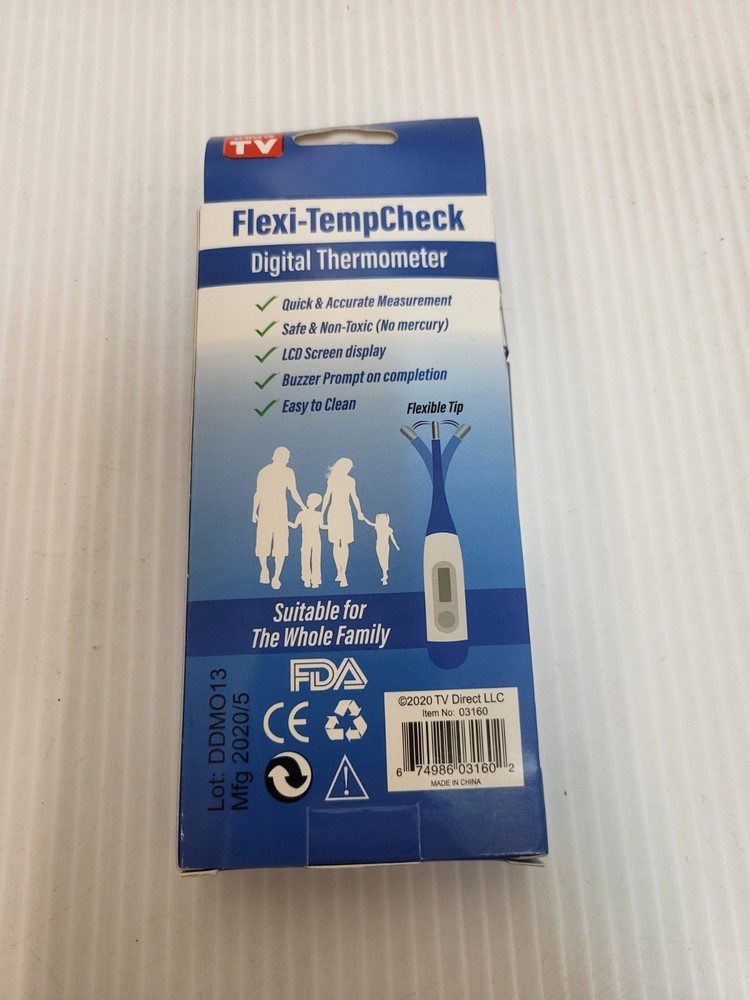 TV
Flexi-TempCheck
Digital Thermometer
Quick & Accurate Measurement
Safe & Non-Toxic (No mercury)
LCD Screen display
Buzzer Prompt on completion
Easy to Clean
Flexible Tip
Suitable for
The Whole Family
FDA
CE
Lot: DDMO13
Mfg 2020/5
©2020 TV Direct LLC
Item No: 03160
6 74986 03160 2
MADE IN CHINA